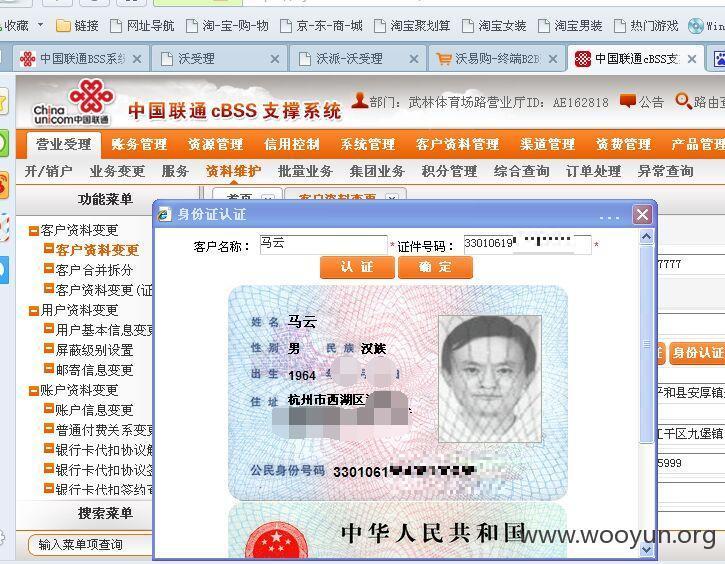 收藏 链接 网址导航 淘-宝-购-物 京-东-商-城 淘宝聚划算 淘宝女装 淘宝男装 热门游戏 Win
中国联通BSS系统 沃受理 沃派-沃受理 沃易购-终端B2B 中国联通cBSS支
China unicom中国联通 中国联通 cBSS 支撑系统 部门：武林体育场路营业厅ID：AE162818 公告 路由
营业受理 账务管理 资源管理 信用控制 系统管理 客户资料管理 渠道管理 资费管理 产品管理
开/销户 业务变更 服务 资料维护 批量业务 集团业务 积分管理 综合查询 订单处理 异常查询
功能菜单
首页 客户资料变更
身份证认证
客户资料变更
客户资料变更
客户合并拆分
客户资料变更(证
用户资料变更
用户基本信息变更
屏蔽级别设置
邮寄信息变更
账户资料变更
账户信息变更
普通付费关系变更
银行卡代扣协议
银行卡代扣协议
银行卡代扣签约
搜索菜单
输入菜单项查询
客户名称： 马云 * 证件号码： 33010619 *
认 证 确 定
姓 名 马云
性 别 男 民 族 汉族
出 生 1964 年
住 址 杭州市西湖区
公民身份号码 3301061
中华人民共和国
7777
证 身份证认
平和县安厚镇
江干区九堡镇
5999
www.wooyun.org